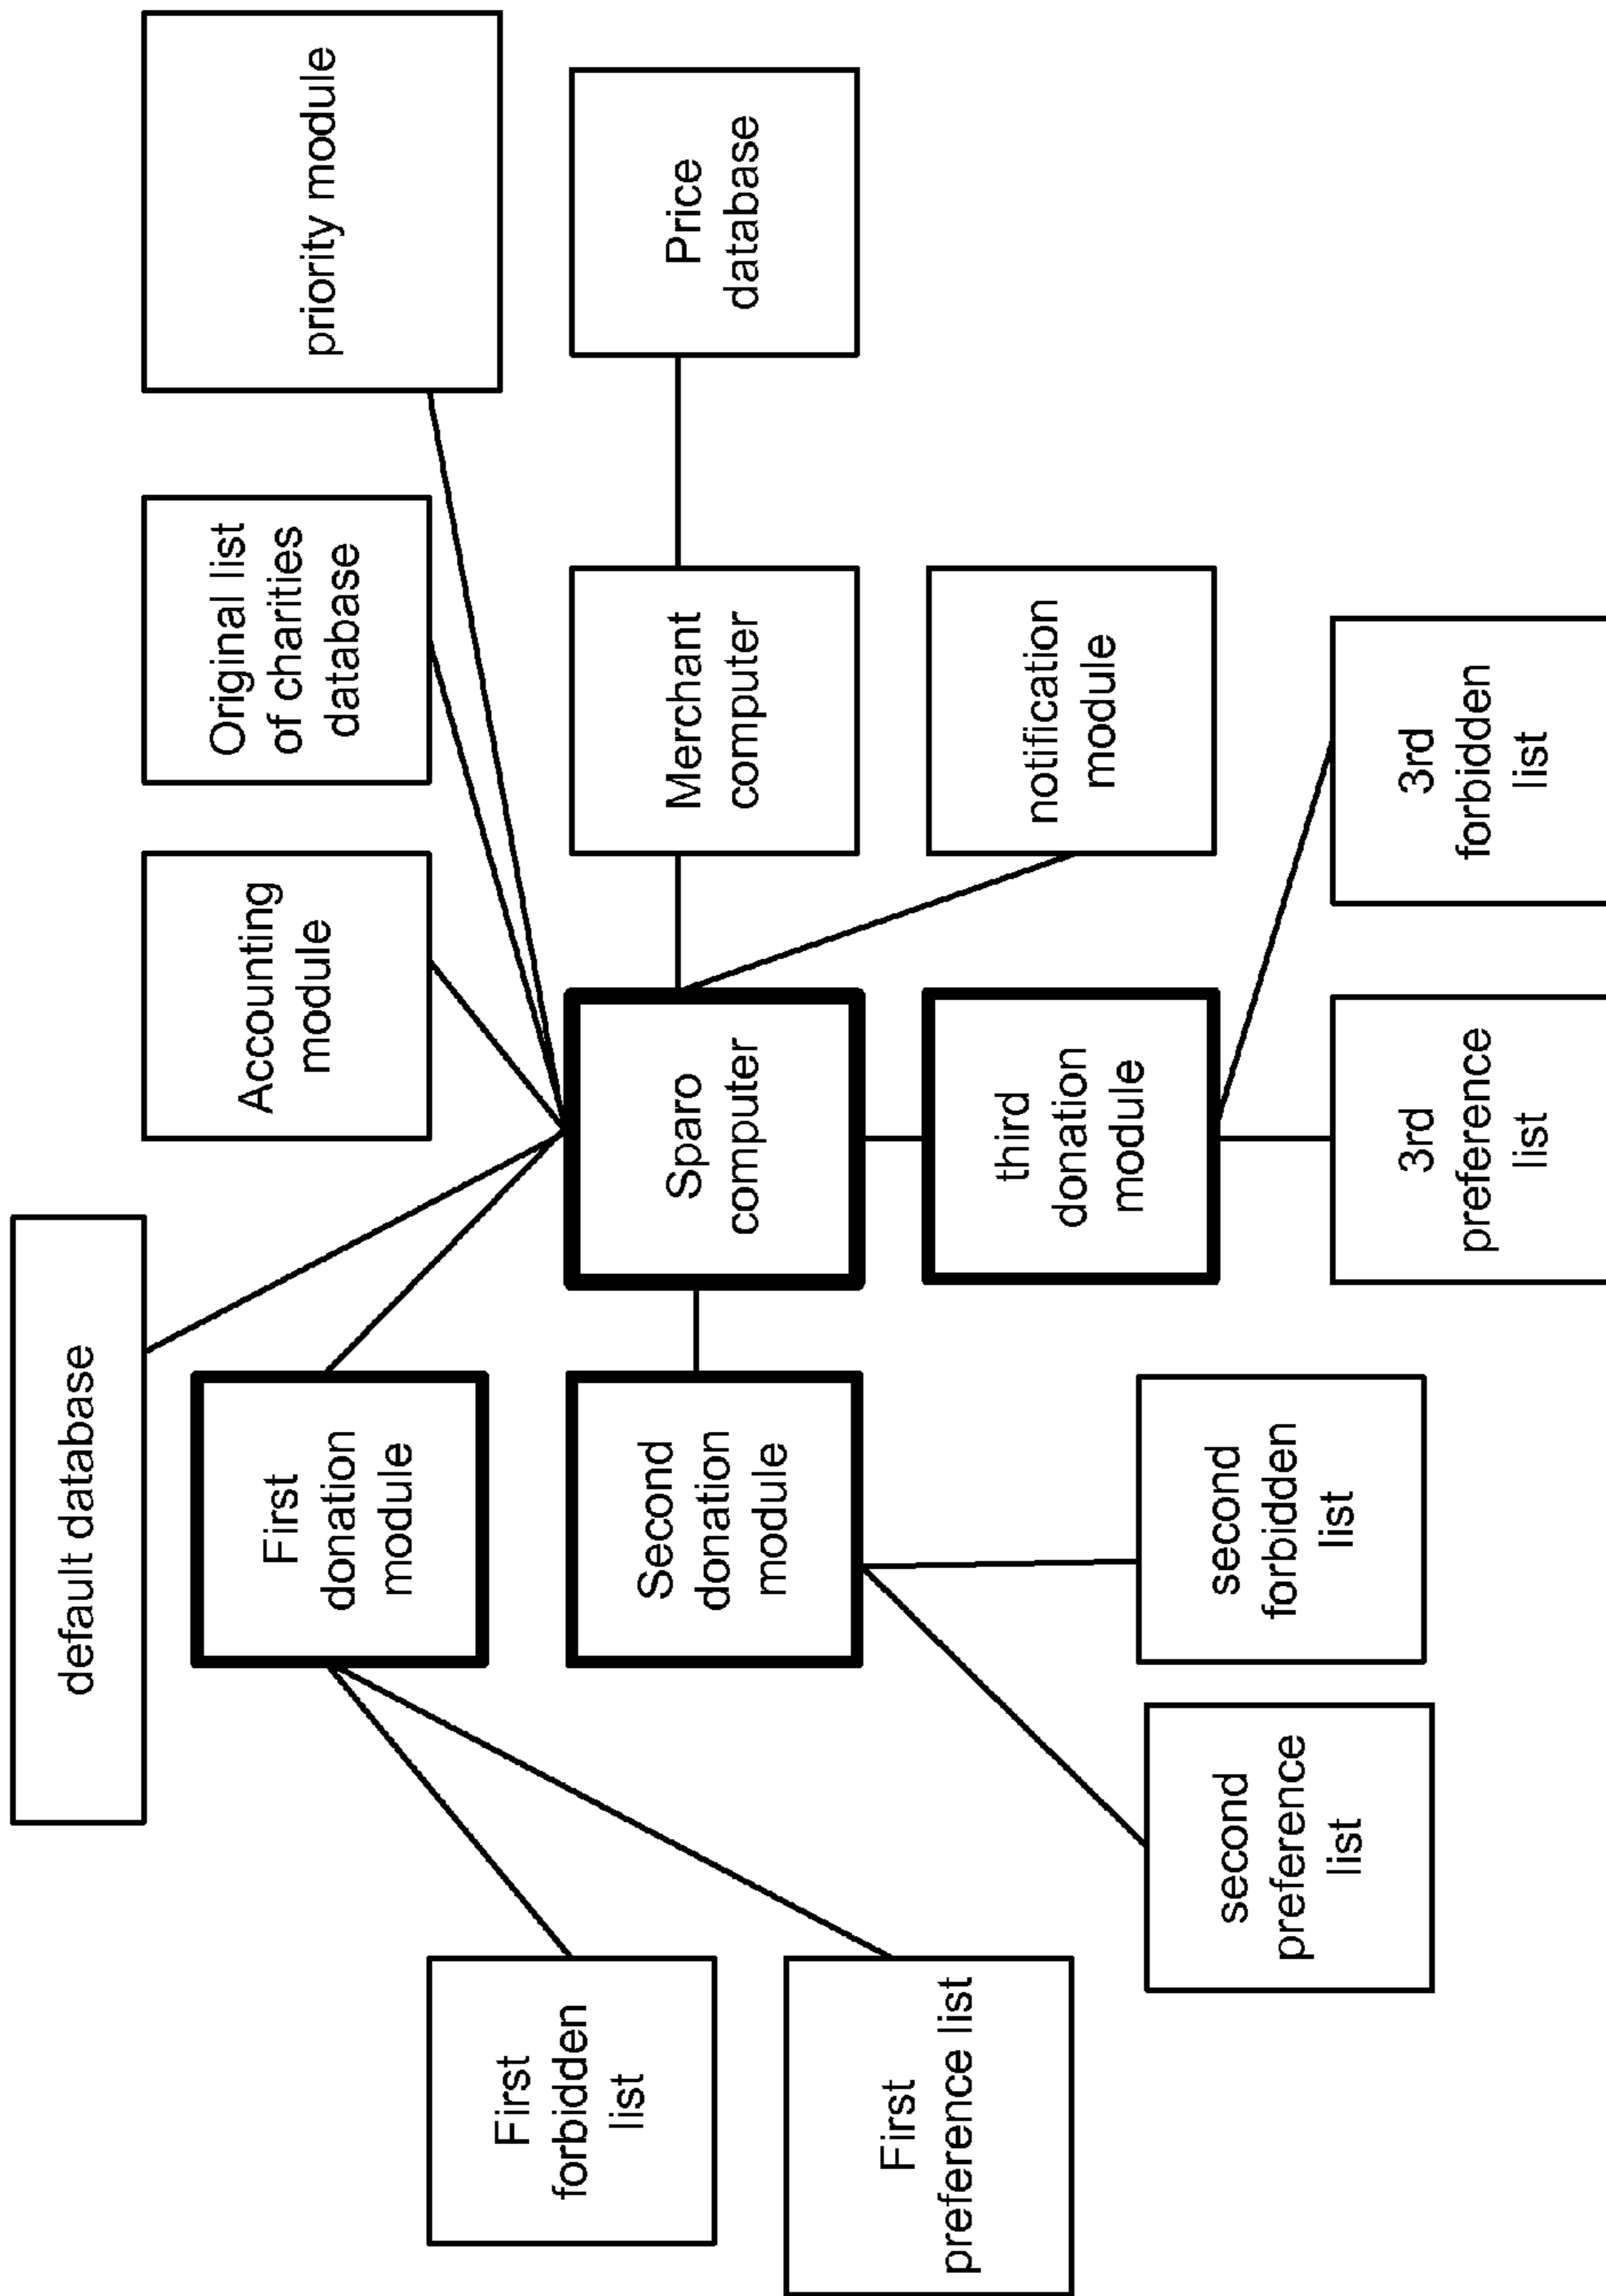 default database
First
donation
module
Accounting
module
Original list
of charities
database
priority module
First
forbidden
list
Second
donation
module
Sparo
computer
Merchant
computer
Price
database
First
preference list
third
donation
module
notification
module
second
preference
list
second
forbidden
list
3rd
preference
list
3rd
forbidden
list